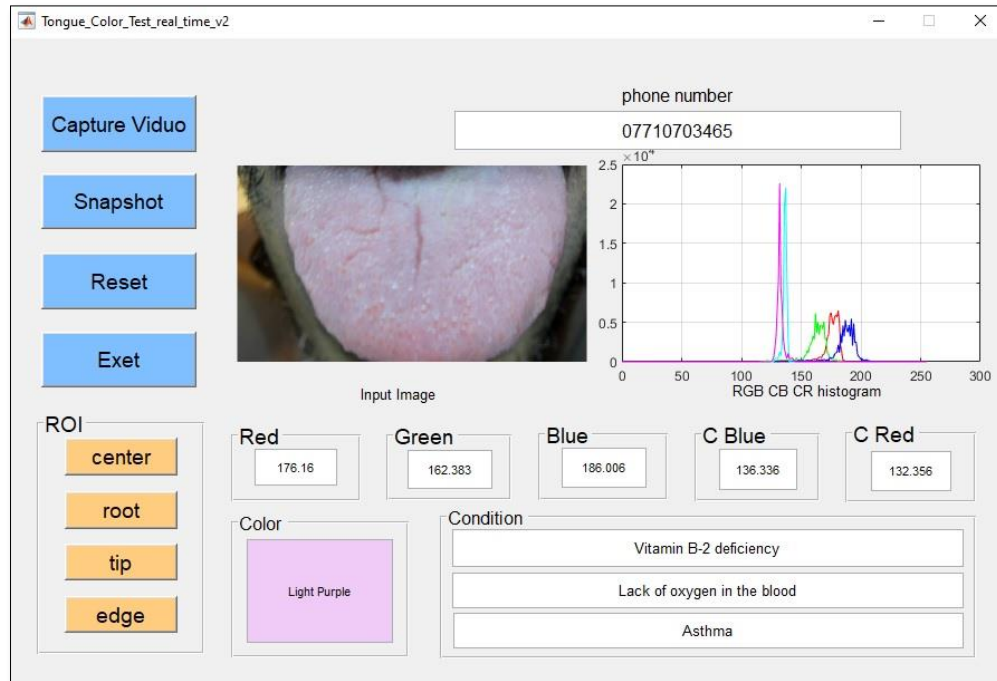 Tongue_Color_Test_real_time_v2
phone number
07710703465
Capture Viduo
Snapshot
Reset
Exet
Input Image
×10^4
2.5
2
1.5
1
0.5
0
0 50 100 150 200 250 300
RGB CB CR histogram
ROI
center
root
tip
edge
Red
176.16
Green
162.383
Blue
186.006
C Blue
136.336
C Red
132.356
Color
Light Purple
Condition
Vitamin B-2 deficiency
Lack of oxygen in the blood
Asthma